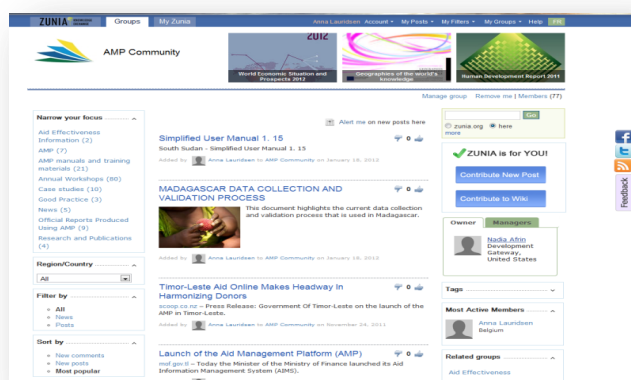 ZUNIA Groups My Zunia Anna Lauridsen Account My Posts My Filters My Groups Help FR
AMP Community
2012
World Economic Situation and
Prospects 2012
Geographies of the world's
knowledge
Human Development Report 2011
Manage group Remove me | Members (77)
Narrow your focus
Aid Effectiveness
Information (2)
AMP (7)
AMP manuals and training
materials (21)
Annual Workshops (60)
Case studies (10)
Good Practice (3)
News (5)
Official Reports Produced
Using AMP (9)
Research and Publications
(4)
Region/Country
All
Filter by
All
News
Posts
Sort by
New comments
New posts
Most popular
Alert me on new posts here
Simplified User Manual 1. 15
0
South Sudan - Simplified User Manual 1. 15
Added by Anna Lauridsen to AMP Community on January 18, 2012
MADAGASCAR DATA COLLECTION AND
VALIDATION PROCESS
0
This document highlights the current data collection
and validation process that is used in Madagascar.
Added by Anna Lauridsen to AMP Community on January 18, 2012
Timor-Leste Aid Online Makes Headway In
Harmonizing Donors
0
scoop.co.nz – Press Release: Government Of Timor-Leste on the launch of the
AMP in Timor-Leste.
Added by Anna Lauridsen to AMP Community on November 28, 2011
Launch of the Aid Management Platform (AMP)
0
mof.gov.tl – Today the Minister of the Ministry of Finance launched its Aid
Information Management System (AIMS).
Go
zunia.org here
more
ZUNIA is for YOU!
Contribute New Post
Contribute to Wiki
Owner Managers
Nadia Afrin
Development
Gateway,
United States
Tags
Most Active Members
Anna Lauridsen
Belgium
Related groups
Aid Effectiveness
Feedback